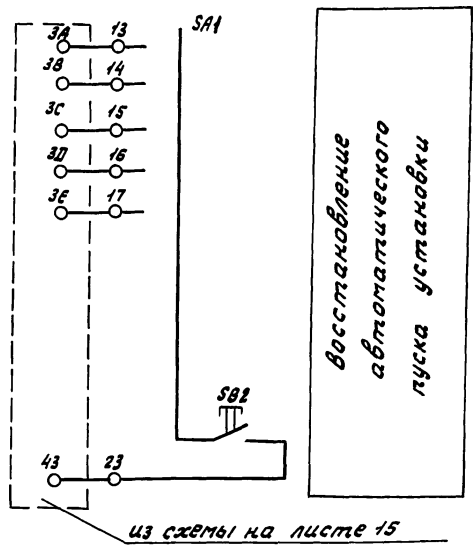 SA1
3А 13
3В 14
3С 15
3D 16
3Е 17
SB2
43 23
восстановление
автоматического
пуска установки
из схемы на листе 15